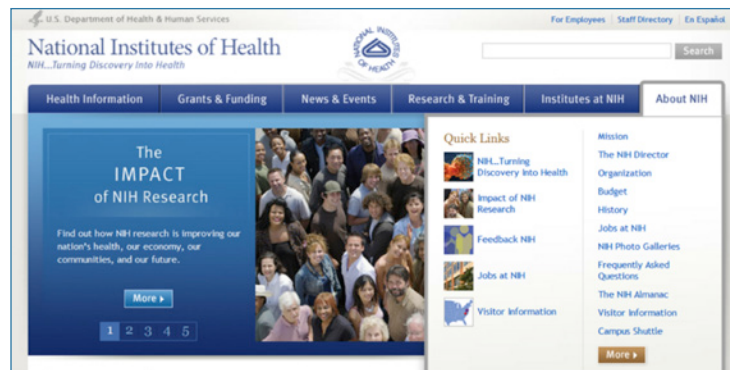 U.S. Department of Health & Human Services
For Employees | Staff Directory | En Español
National Institutes of Health
NIH...Turning Discovery Into Health
NATIONAL INSTITUTES OF HEALTH
Search
Health Information
Grants & Funding
News & Events
Research & Training
Institutes at NIH
About NIH
The
IMPACT
of NIH Research
Find out how NIH research is improving our
nation's health, our economy, our
communities, and our future.
More
1 2 3 4 5
Quick Links
NIH...Turning
Discovery Into Health
Impact of NIH
Research
Feedback NIH
Jobs at NIH
Visitor Information
Mission
The NIH Director
Organization
Budget
History
Jobs at NIH
NIH Photo Galleries
Frequently Asked
Questions
The NIH Almanac
Visitor Information
Campus Shuttle
More